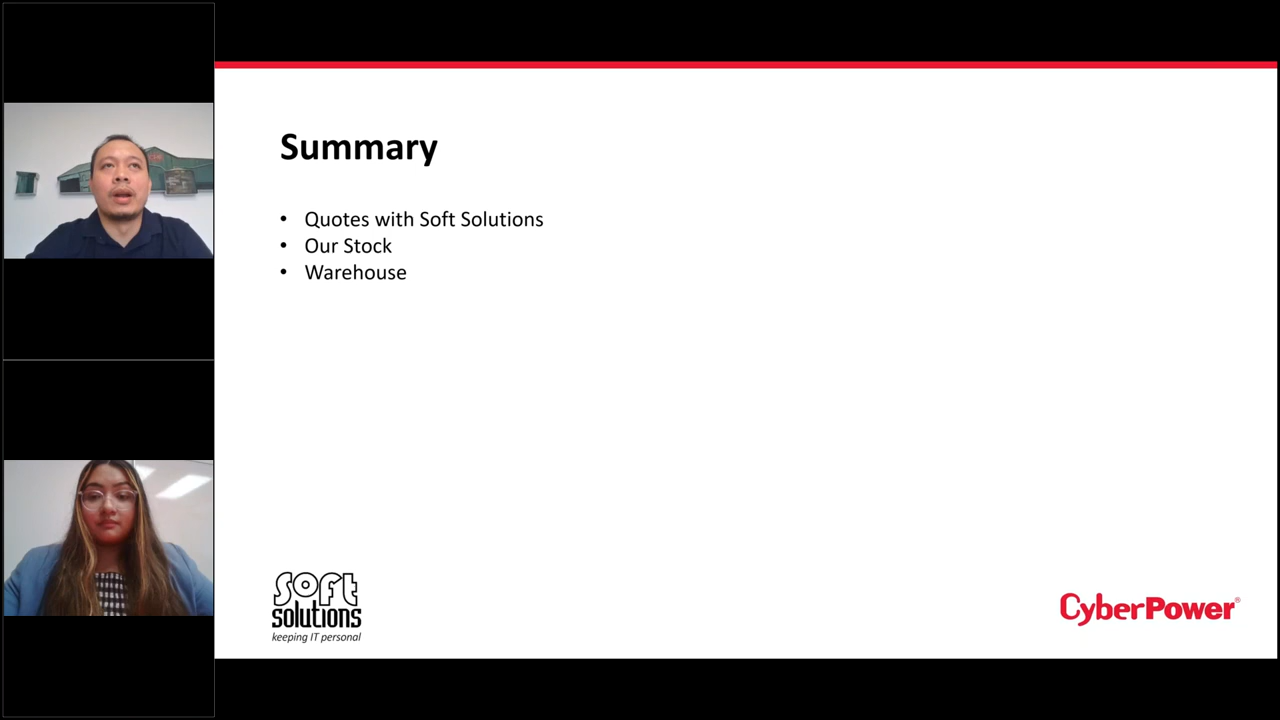 Summary
• Quotes with Soft Solutions
• Our Stock
• Warehouse
soft
solutions
keeping IT personal
CyberPower®